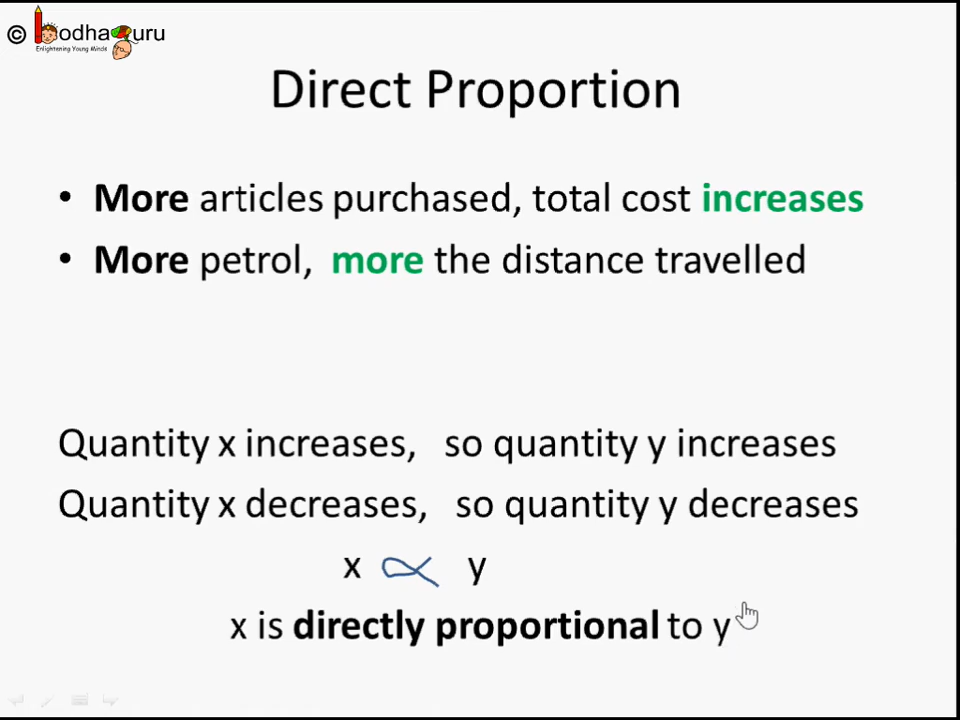 © BodhaGuru
Enlightening Young Minds
Direct Proportion
• More articles purchased, total cost increases
• More petrol, more the distance travelled
Quantity x increases, so quantity y increases
Quantity x decreases, so quantity y decreases
x ∝ y
x is directly proportional to y